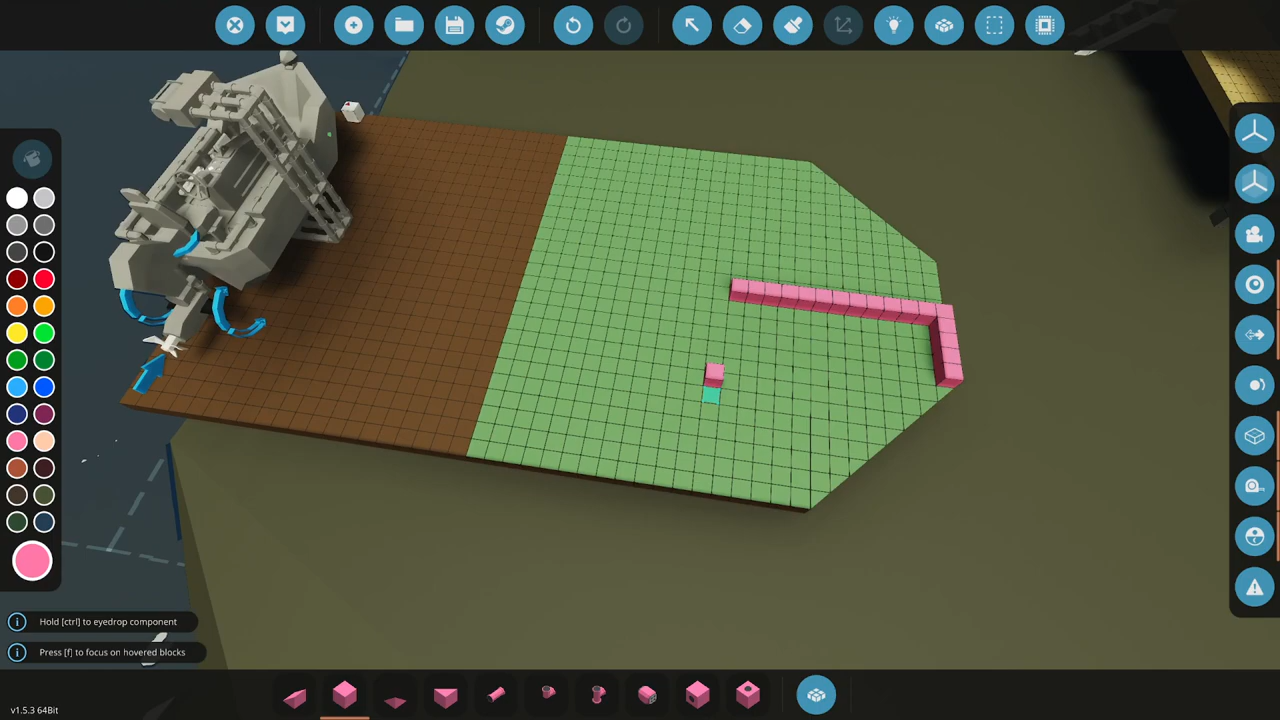 Hold [ctrl] to eyedrop component
Press [f] to focus on hovered blocks
v1.5.3 64Bit